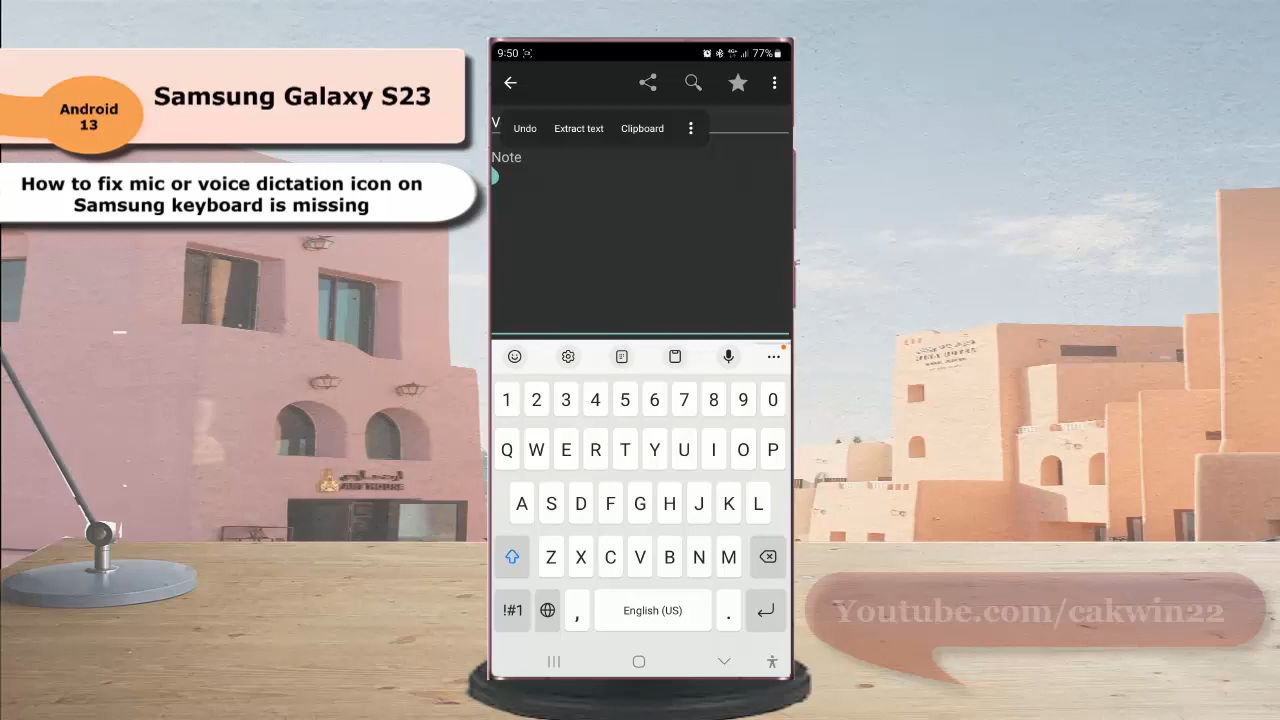 Samsung Galaxy S23
Android
13
How to fix mic or voice dictation icon on
Samsung keyboard is missing
9:50 77%
V
Undo Extract text Clipboard
Note
1 2 3 4 5 6 7 8 9 0
Q W E R T Y U I O P
A S D F G H J K L
Z X C V B N M
!#1 , English (US) .
Youtube.com/cakwin22